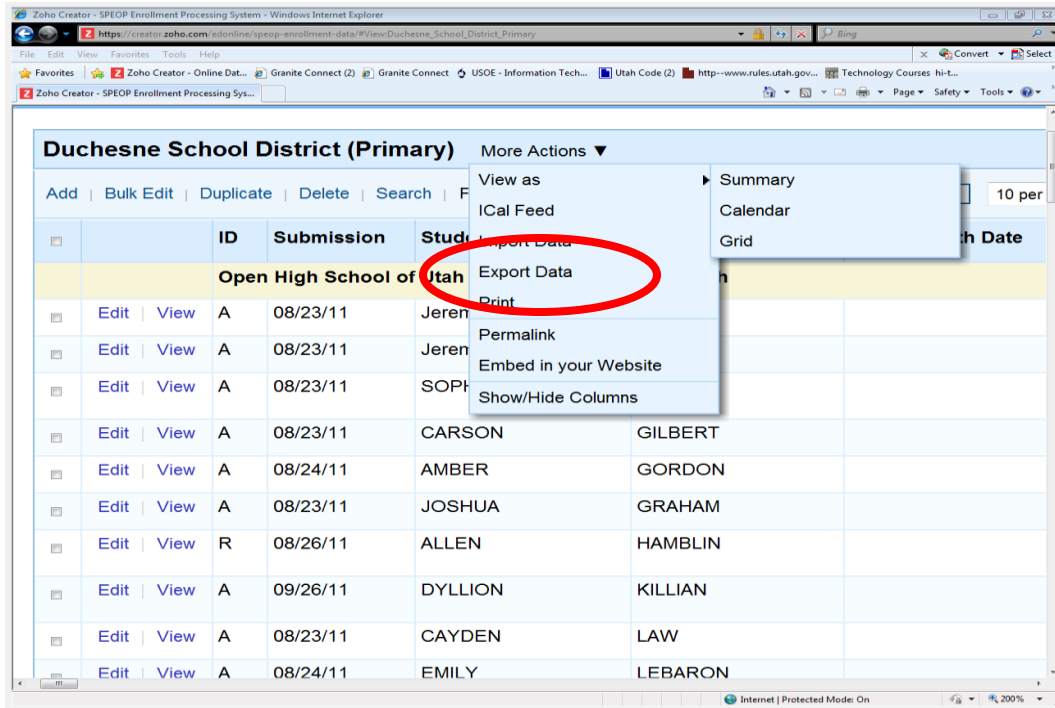 Zoho Creator - SPEOP Enrollment Processing System - Windows Internet Explorer
https://creator.zoho.com/edonline/speop-enrollment-data/#View:Duchesne_School_District_Primary Bing
File Edit View Favorites Tools Help x Convert Select
Favorites Zoho Creator - Online Dat... Granite Connect (2) Granite Connect USOE - Information Tech... Utah Code (2) http--www.rules.utah.gov... Technology Courses hi-t...
Zoho Creator - SPEOP Enrollment Processing Sys... Page Safety Tools
Duchesne School District (Primary) More Actions ▼
Add | Bulk Edit | Duplicate | Delete | Search | F 10 per
View as Summary
ICal Feed Calendar
Import Data Grid
Export Data
Print
Permalink
Embed in your Website
Show/Hide Columns
ID Submission Stude h Date
Open High School of Utah h
Edit | View A 08/23/11 Jerem
Edit | View A 08/23/11 Jerem
Edit | View A 08/23/11 SOPH
Edit | View A 08/23/11 CARSON GILBERT
Edit | View A 08/24/11 AMBER GORDON
Edit | View A 08/23/11 JOSHUA GRAHAM
Edit | View R 08/26/11 ALLEN HAMBLIN
Edit | View A 09/26/11 DYLLION KILLIAN
Edit | View A 08/23/11 CAYDEN LAW
Edit | View A 08/24/11 EMILY LEBARON
Internet | Protected Mode: On 200%